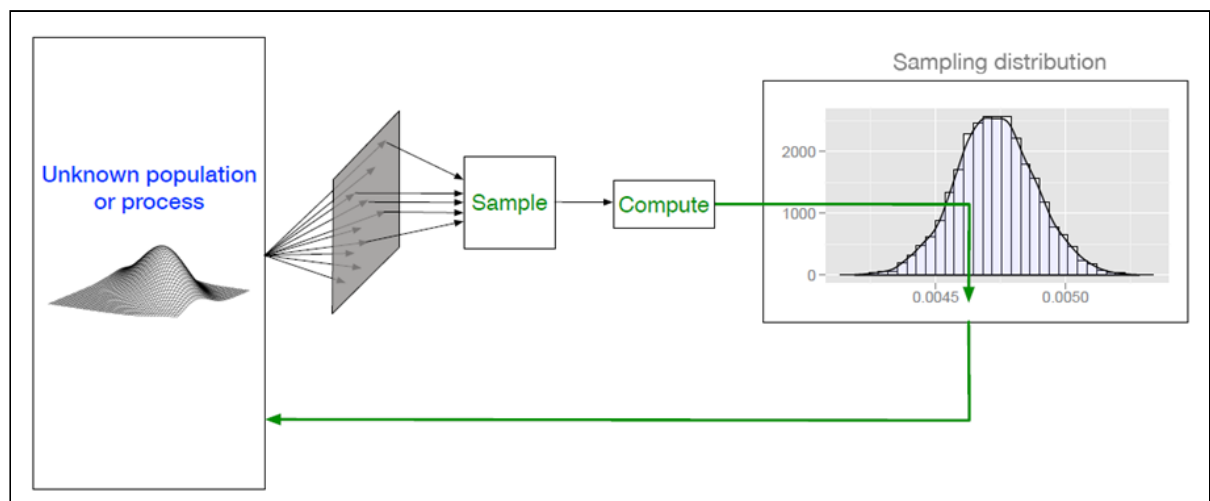 Sampling distribution
Unknown population
or process
Sample
Compute
2000
1000
0
0.0045
0.0050